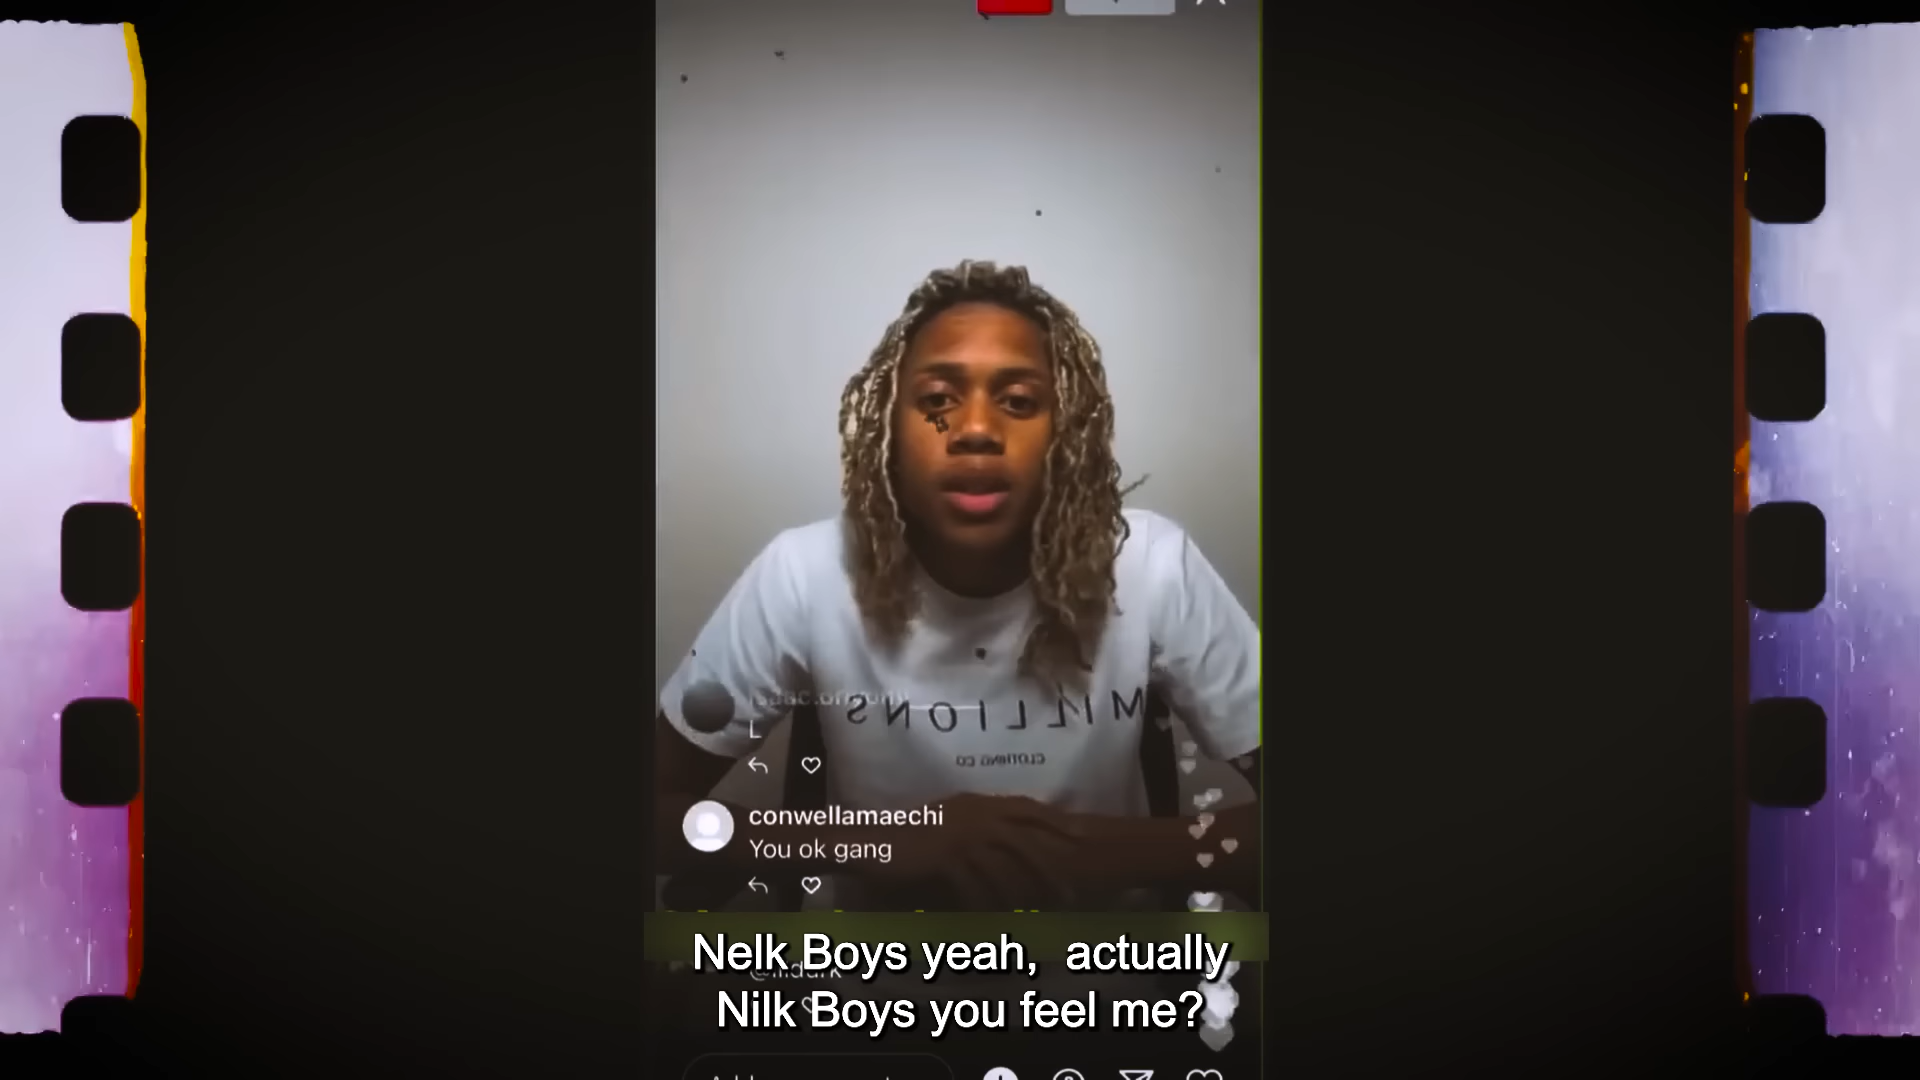 MILLIONS
CLOTHING CO
L
conwellamaechi
You ok gang
Nelk Boys yeah, actually
Nilk Boys you feel me?